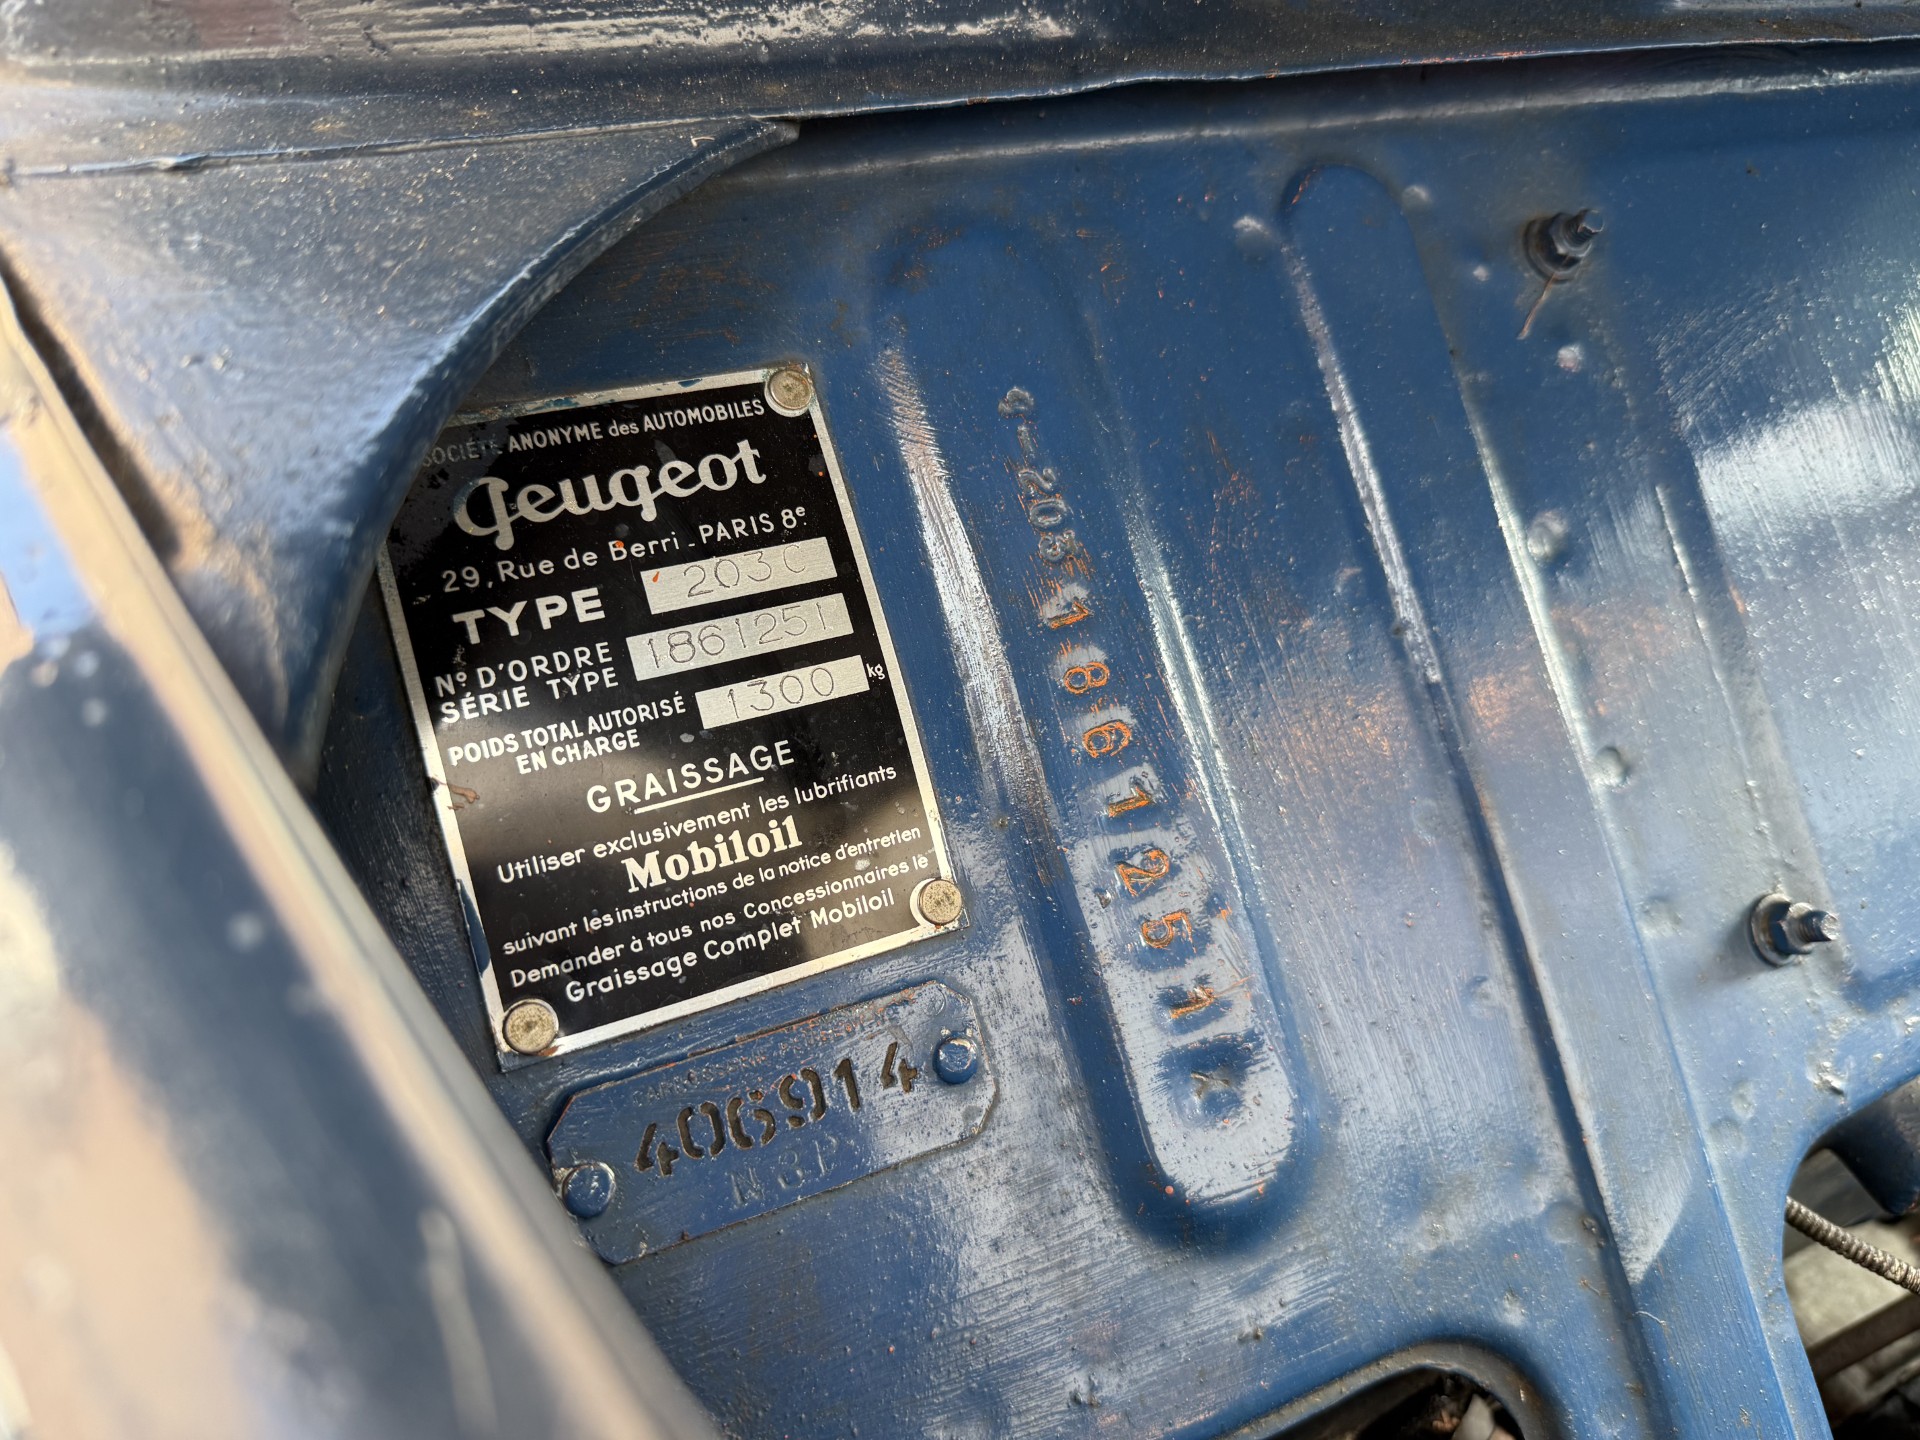 SOCIÉTÉ ANONYME des AUTOMOBILES
Peugeot
29, Rue de Berri - PARIS 8e
TYPE 203C
No D'ORDRE
SÉRIE TYPE 1861251
POIDS TOTAL AUTORISÉ
EN CHARGE 1300 kg
GRAISSAGE
Utiliser exclusivement les lubrifiants
Mobiloil
suivant les instructions de la notice d'entretien
Demander à tous nos Concessionnaires le
Graissage Complet Mobiloil
406914
1861251